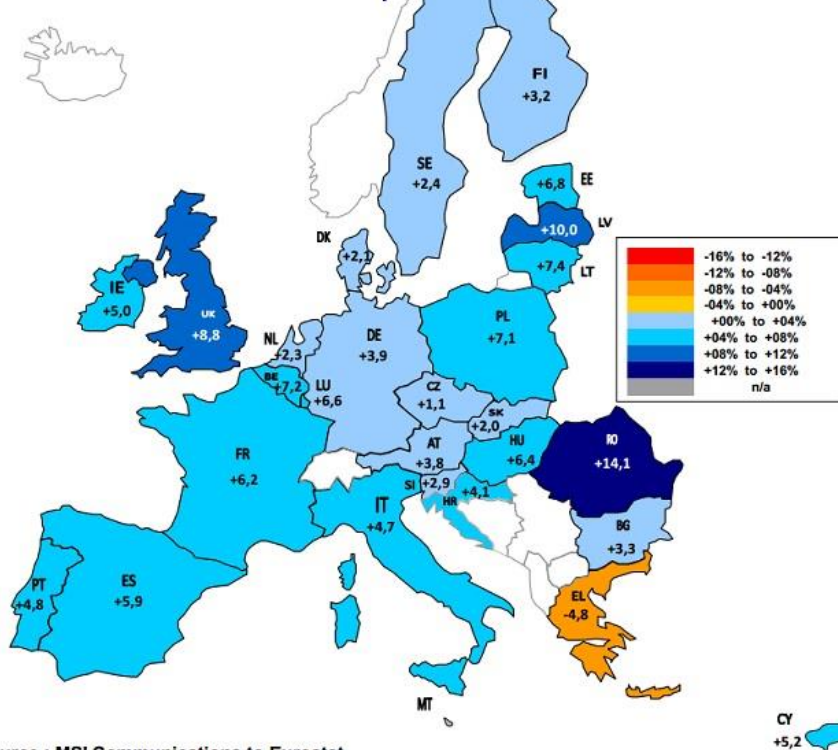 FI
+3,2
SE
+2,4
+6,8 EE
LV
+10,0
+7,4 LT
DK
+2,1
IE
+5,0
UK
+8,8
-16% to -12%
-12% to -08%
-08% to -04%
-04% to +00%
+00% to +04%
+04% to +08%
+08% to +12%
+12% to +16%
n/a
PL
+7,1
NL
+2,3
DE
+3,9
BE
+7,2
LU
+6,6
CZ
+1,1
SK
+2,0
AT
+3,8
HU
+6,4
RO
+14,1
FR
+6,2
SI +2,9
HR +4,1
IT
+4,7
BG
+3,3
PT
+4,8
ES
+5,9
EL
-4,8
MT
CY
+5,2
MSI Communications to Eurostat